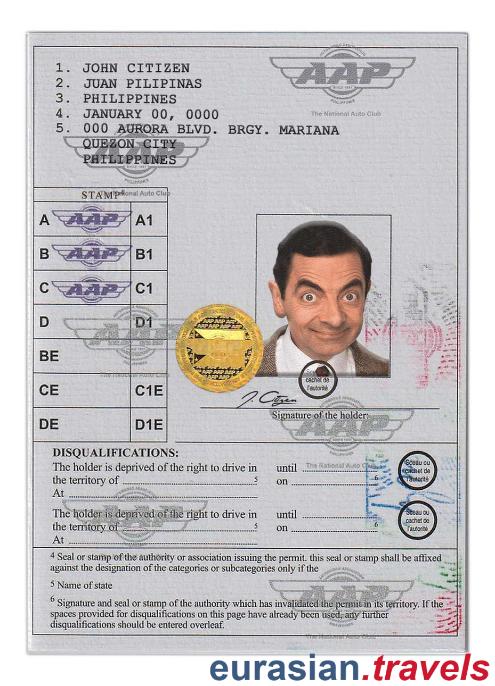 AAP
PHILIPPINES
The National Auto Club
1. JOHN CITIZEN
2. JUAN PILIPINAS
3. PHILIPPINES
4. JANUARY 00, 0000
5. 000 AURORA BLVD. BRGY. MARIANA
QUEZON CITY
PHILIPPINES
AAP
The National Auto Club
STAMP⁴
A AAP A1
B AAP B1
C AAP C1
D D1
BE
CE C1E
DE D1E
cachet de
l'autorité
J. Citizen
Signature of the holder:
DISQUALIFICATIONS:
The holder is deprived of the right to drive in until
the territory of 5 on 6
At
Sceau ou
cachet de
l'autorité
The holder is deprived of the right to drive in until
the territory of 5 on 6
At
Sceau ou
cachet de
l'autorité
4 Seal or stamp of the authority or association issuing the permit. this seal or stamp shall be affixed
against the designation of the categories or subcategories only if the
5 Name of state
6 Signature and seal or stamp of the authority which has invalidated the permit in its territory. If the
spaces provided for disqualifications on this page have already been used, any further
disqualifications should be entered overleaf.
eurasian.travels